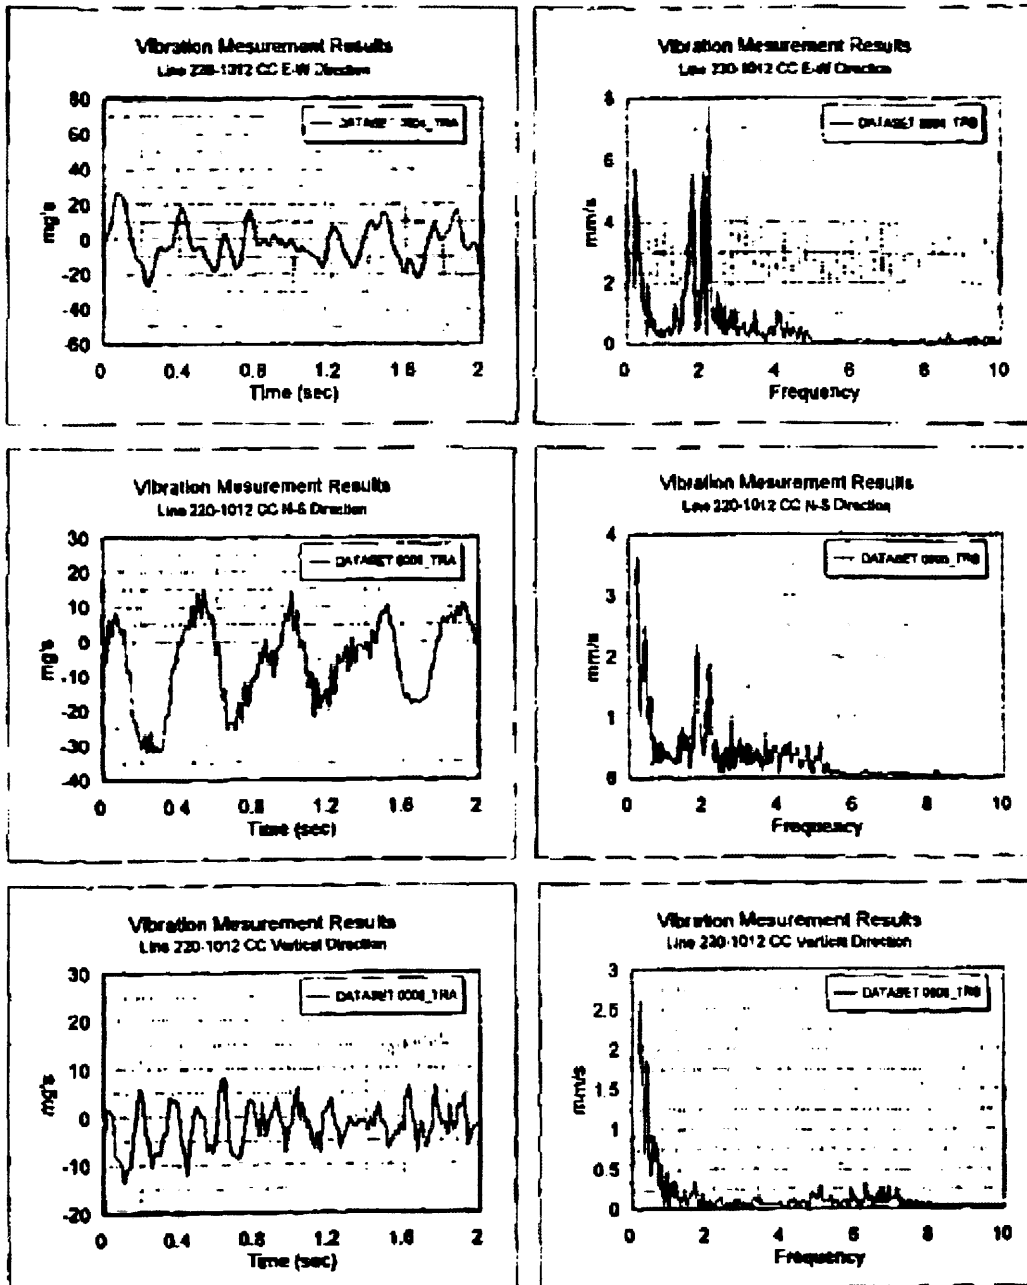 Vibration Mesurement Results
Line 220-1012 CC E-W Direction
80
60
40
20
0
-20
-40
-60
mg's
0 0.4 0.8 1.2 1.6 2
Time (sec)
Vibration Mesurement Results
Line 220-1012 CC E-W Direction
8
6
4
2
0
mm/s
DATASET
0 2 4 6 8 10
Frequency
Vibration Mesurement Results
Line 220-1012 CC N-S Direction
30
20
10
0
-10
-20
-30
-40
mg's
DATASET
0 0.4 0.8 1.2 1.6 2
Time (sec)
Vibration Mesurement Results
Line 220-1012 CC N-S Direction
4
3
2
1
0
mm/s
DATASET
0 2 4 6 8 10
Frequency
Vibration Mesurement Results
Line 220-1012 CC Vertical Direction
30
20
10
0
-10
-20
mg's
DATASET
0 0.4 0.8 1.2 1.6 2
Time (sec)
Vibration Mesurement Results
Line 220-1012 CC Vertical Direction
3
2.5
2
1.5
1
0.5
0
mm/s
DATASET
0 2 4 6 8 10
Frequency